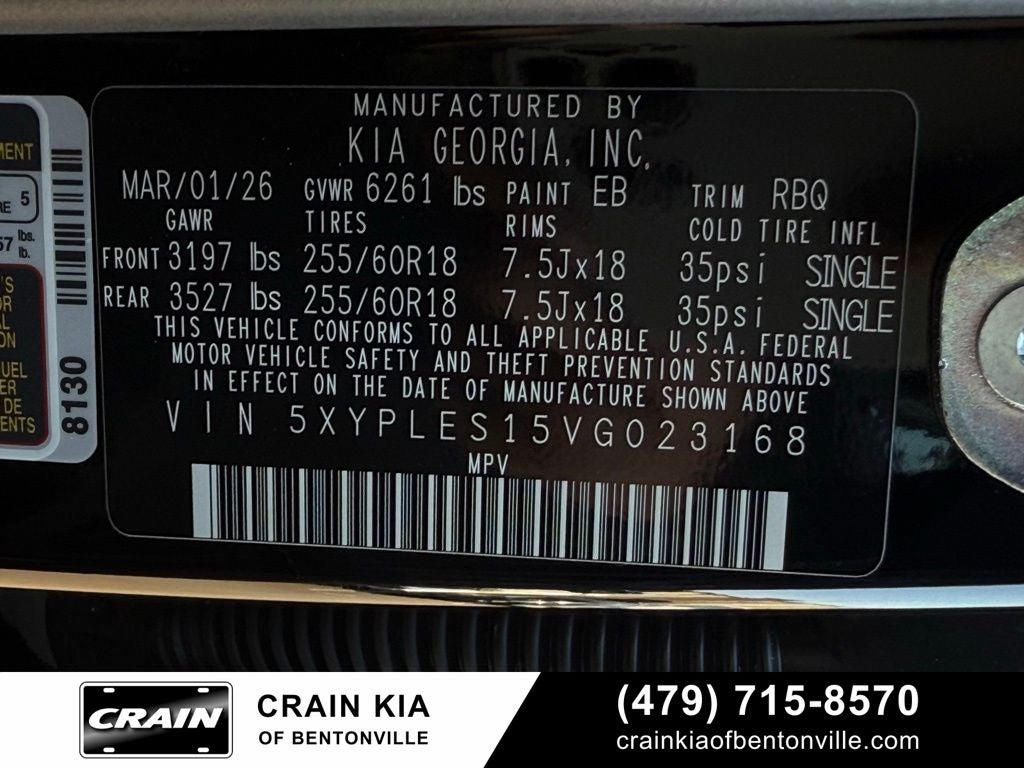 MANUFACTURED BY
KIA GEORGIA, INC.
MAR/01/26 GVWR 6261 lbs PAINT EB TRIM RBQ
GAWR TIRES RIMS COLD TIRE INFL
FRONT 3197 lbs 255/60R18 7.5Jx18 35psi SINGLE
REAR 3527 lbs 255/60R18 7.5Jx18 35psi SINGLE
THIS VEHICLE CONFORMS TO ALL APPLICABLE U.S.A. FEDERAL
MOTOR VEHICLE SAFETY AND THEFT PREVENTION STANDARDS
IN EFFECT ON THE DATE OF MANUFACTURE SHOWN ABOVE
VIN 5XYPLES15VG023168
MPV
5
lbs.
lb.
DE
8130
CRAIN
CRAIN KIA
OF BENTONVILLE
(479) 715-8570
crainkiaofbentonville.com